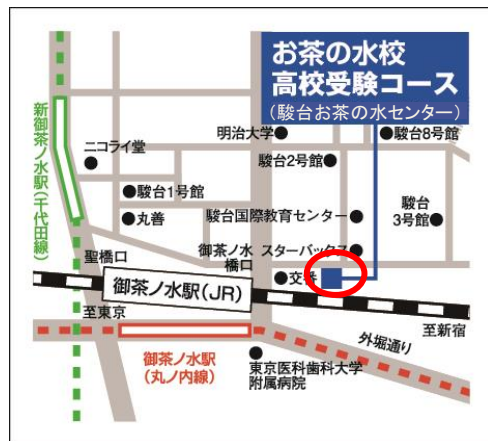 お茶の水校
高校受験コース
(駿台お茶の水センター)
新御茶ノ水駅(千代田線)
ニコライ堂
明治大学
駿台8号館
駿台2号館
駿台1号館
丸善
駿台国際教育センター
駿台
3号館
聖橋口
御茶ノ水
橋口
スターバックス
交番
御茶ノ水駅(JR)
至東京
至新宿
御茶ノ水駅
(丸ノ内線)
外堀通り
東京医科歯科大学
附属病院